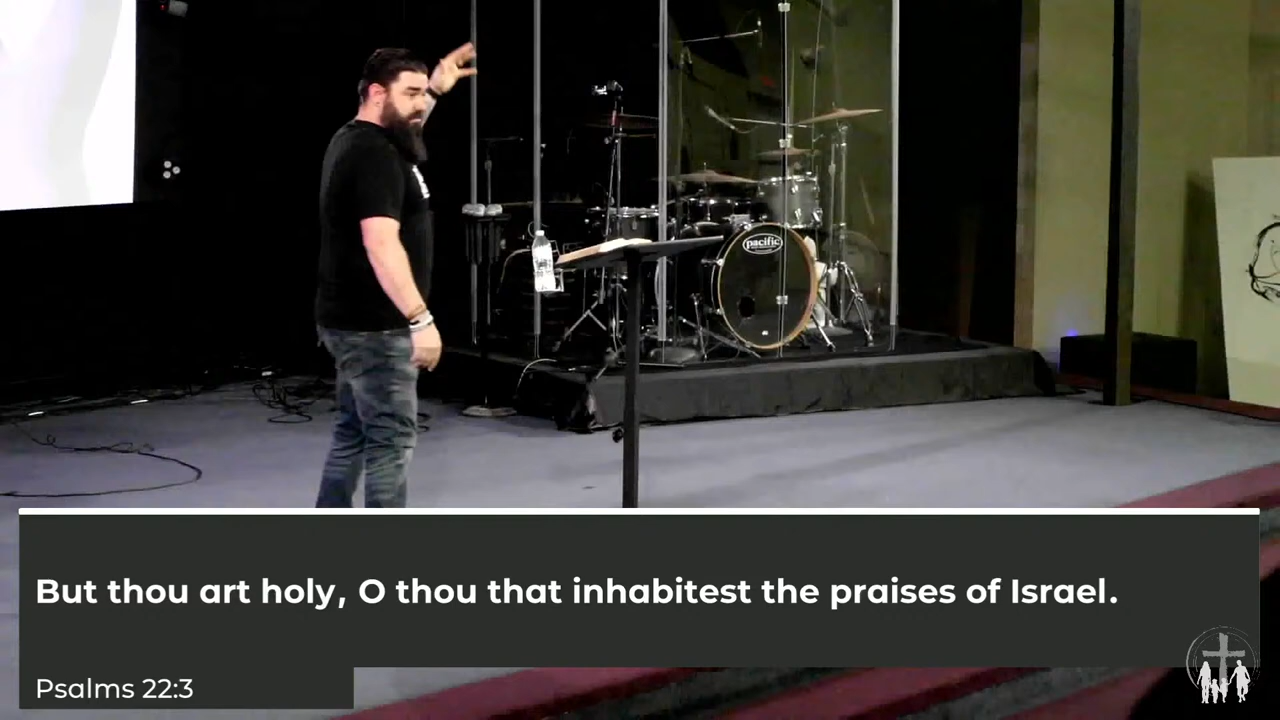 pacific
But thou art holy, O thou that inhabitest the praises of Israel.
Psalms 22:3